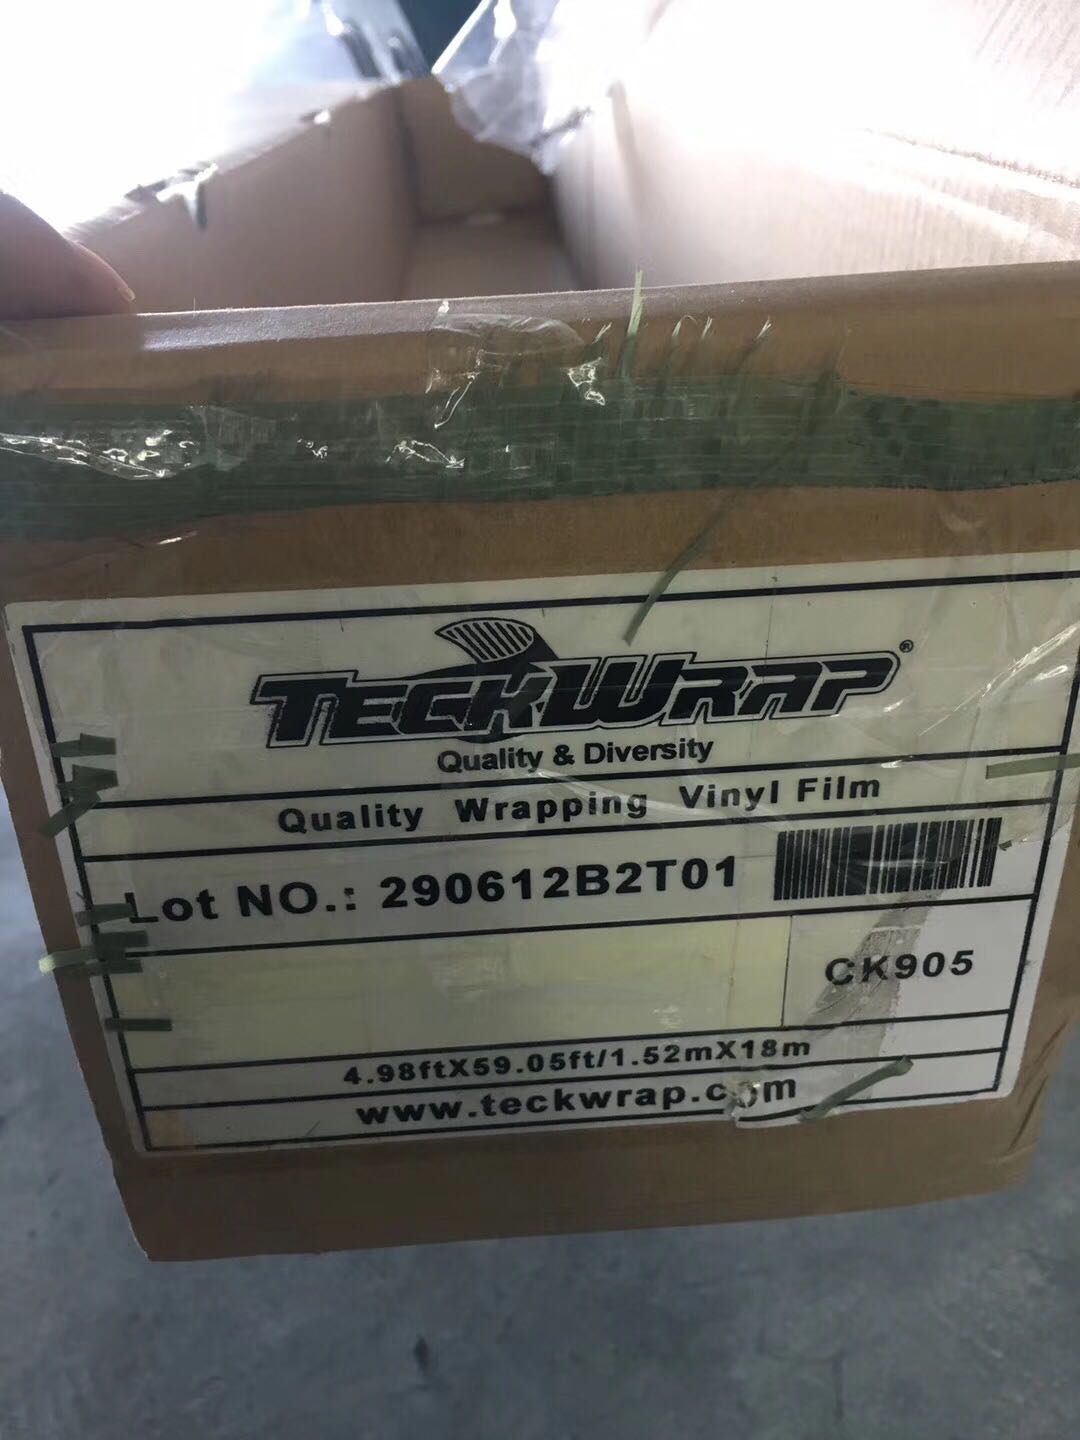 TECKWRAP®
Quality & Diversity
Quality Wrapping Vinyl Film
Lot NO.: 290612B2T01
CK905
4.98ftX59.05ft/1.52mX18m
www.teckwrap.com